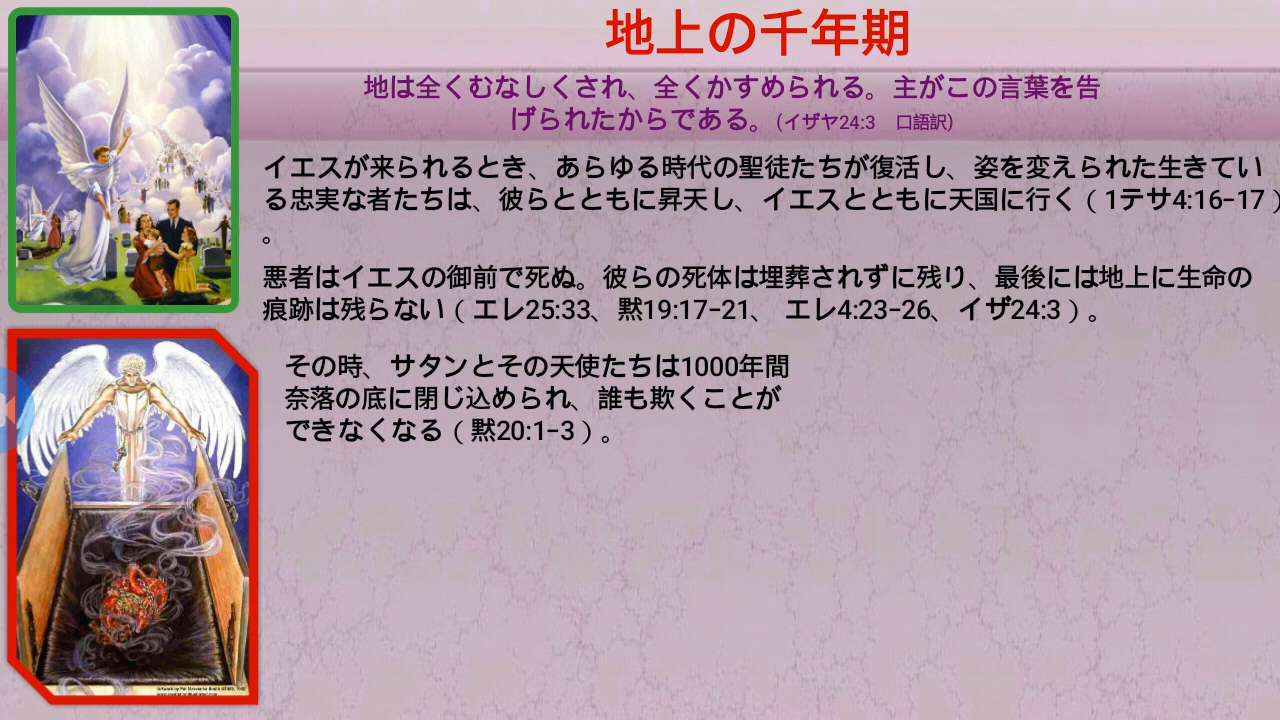 地上の千年期
地は全くむなしくされ、全くかすめられる。主がこの言葉を告
げられたからである。(イザヤ24:3　口語訳)
イエスが来られるとき、あらゆる時代の聖徒たちが復活し、姿を変えられた生きてい
る忠実な者たちは、彼らとともに昇天し、イエスとともに天国に行く（1テサ4:16-17）
。
悪者はイエスの御前で死ぬ。彼らの死体は埋葬されずに残り、最後には地上に生命の
痕跡は残らない（エレ25:33、黙19:17-21、 エレ4:23-26、イザ24:3）。
その時、サタンとその天使たちは1000年間
奈落の底に閉じ込められ、誰も欺くことが
できなくなる（黙20:1-3）。